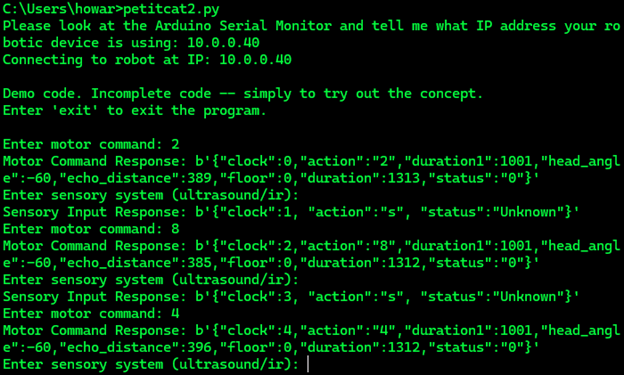 C:\Users\howar>petitcat2.py
Please look at the Arduino Serial Monitor and tell me what IP address your ro
botic device is using: 10.0.0.40
Connecting to robot at IP: 10.0.0.40
Demo code. Incomplete code -- simply to try out the concept.
Enter 'exit' to exit the program.
Enter motor command: 2
Motor Command Response: b'{"clock":0,"action":"2","duration1":1001,"head_angl
e":-60,"echo_distance":389,"floor":0,"duration":1313,"status":"0"}'
Enter sensory system (ultrasound/ir):
Sensory Input Response: b'{"clock":1, "action":"s", "status":"Unknown"}'
Enter motor command: 8
Motor Command Response: b'{"clock":2,"action":"8","duration1":1001,"head_angl
e":-60,"echo_distance":385,"floor":0,"duration":1312,"status":"0"}'
Enter sensory system (ultrasound/ir):
Sensory Input Response: b'{"clock":3, "action":"s", "status":"Unknown"}'
Enter motor command: 4
Motor Command Response: b'{"clock":4,"action":"4","duration1":1001,"head_angl
e":-60,"echo_distance":396,"floor":0,"duration":1312,"status":"0"}'
Enter sensory system (ultrasound/ir):